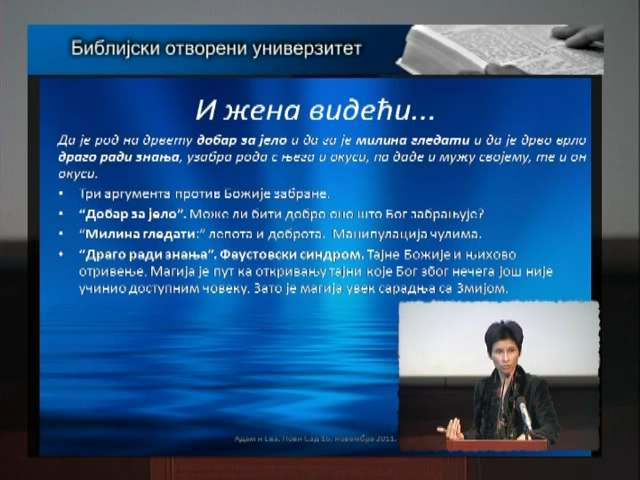 Библијски отворени универзитет
И жена видећи...
Да је род на дрвету добар за јело и да га је милина гледати и да је дрво врло
драго ради знања, узабра рода с њега и окуси, па даде и мужу својему, те и он
окуси.
• Три аргумента против Божије забране.
• “Добар за јело”. Може ли бити добро оно што Бог забрањује?
• “Милина гледати:” лепота и доброта. Манипулација чулима.
• “Драго ради знања”. Фаустовски синдром. Тајне Божије и њихово
отривење. Магија је пут ка откривању тајни које Бог због нечега још није
учинио доступним човеку. Зато је магија увек сарадња са Змијом.
Адам и Ева. Нови Сад 16. новембра 2011.